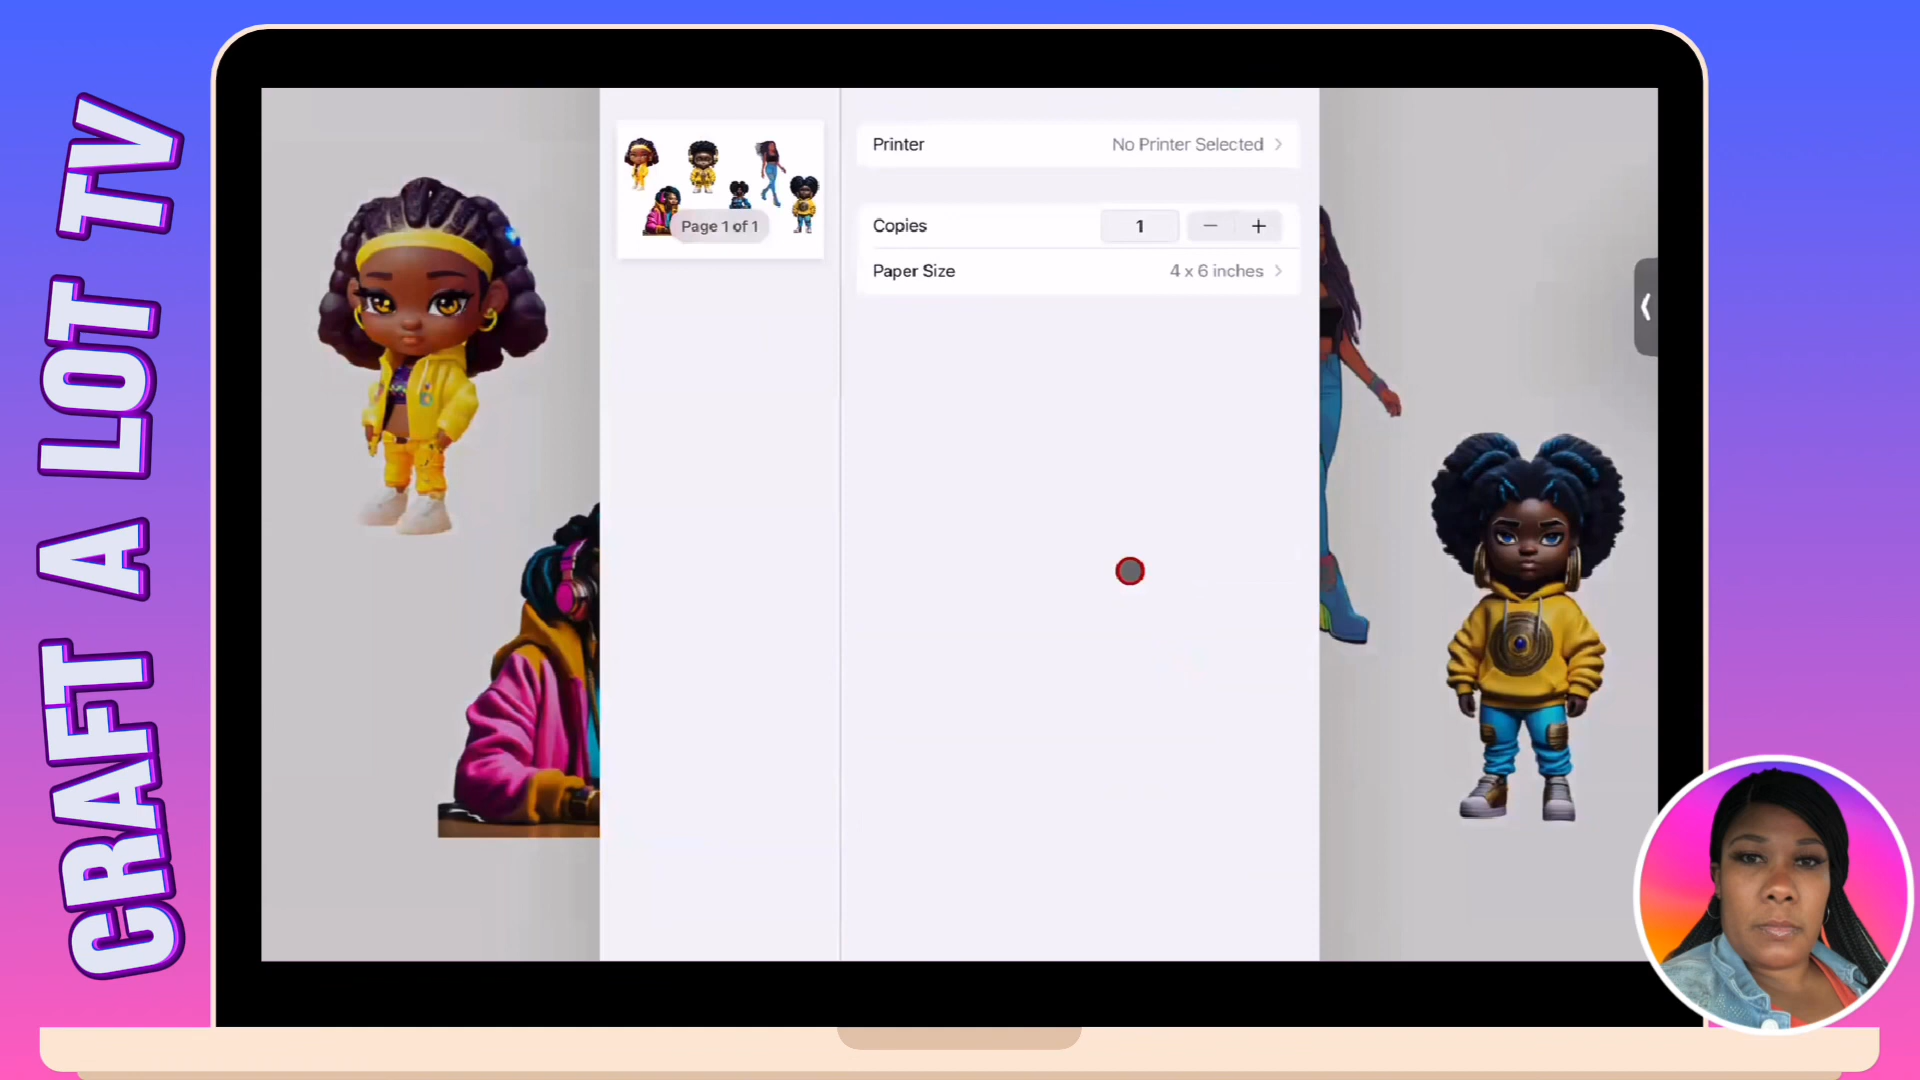 CRAFT A LOT TV
Printer No Printer Selected
Page 1 of 1
Copies 1
Paper Size 4 x 6 inches